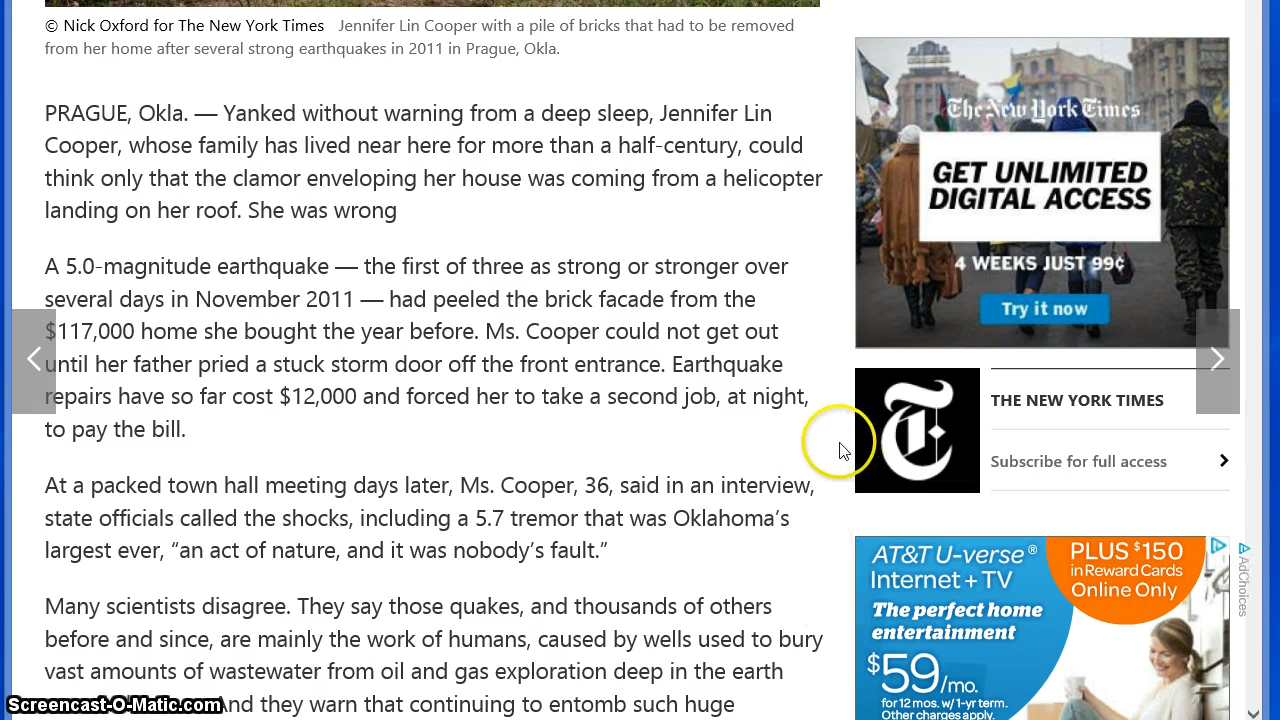 © Nick Oxford for The New York Times Jennifer Lin Cooper with a pile of bricks that had to be removed
from her home after several strong earthquakes in 2011 in Prague, Okla.
PRAGUE, Okla. — Yanked without warning from a deep sleep, Jennifer Lin
Cooper, whose family has lived near here for more than a half-century, could
think only that the clamor enveloping her house was coming from a helicopter
landing on her roof. She was wrong
A 5.0-magnitude earthquake — the first of three as strong or stronger over
several days in November 2011 — had peeled the brick facade from the
$117,000 home she bought the year before. Ms. Cooper could not get out
until her father pried a stuck storm door off the front entrance. Earthquake
repairs have so far cost $12,000 and forced her to take a second job, at night,
to pay the bill.
At a packed town hall meeting days later, Ms. Cooper, 36, said in an interview,
state officials called the shocks, including a 5.7 tremor that was Oklahoma’s
largest ever, “an act of nature, and it was nobody’s fault.”
Many scientists disagree. They say those quakes, and thousands of others
before and since, are mainly the work of humans, caused by wells used to bury
vast amounts of wastewater from oil and gas exploration deep in the earth
And they warn that continuing to entomb such huge
Screencast-O-Matic.com
The New York Times
GET UNLIMITED
DIGITAL ACCESS
4 WEEKS JUST 99¢
Try it now
T
THE NEW YORK TIMES
Subscribe for full access
AT&T U-verse®
Internet + TV
The perfect home
entertainment
$59/mo.
for 12 mos. w/1-yr term.
Other charges apply.
PLUS $150
in Reward Cards
Online Only
AdChoices